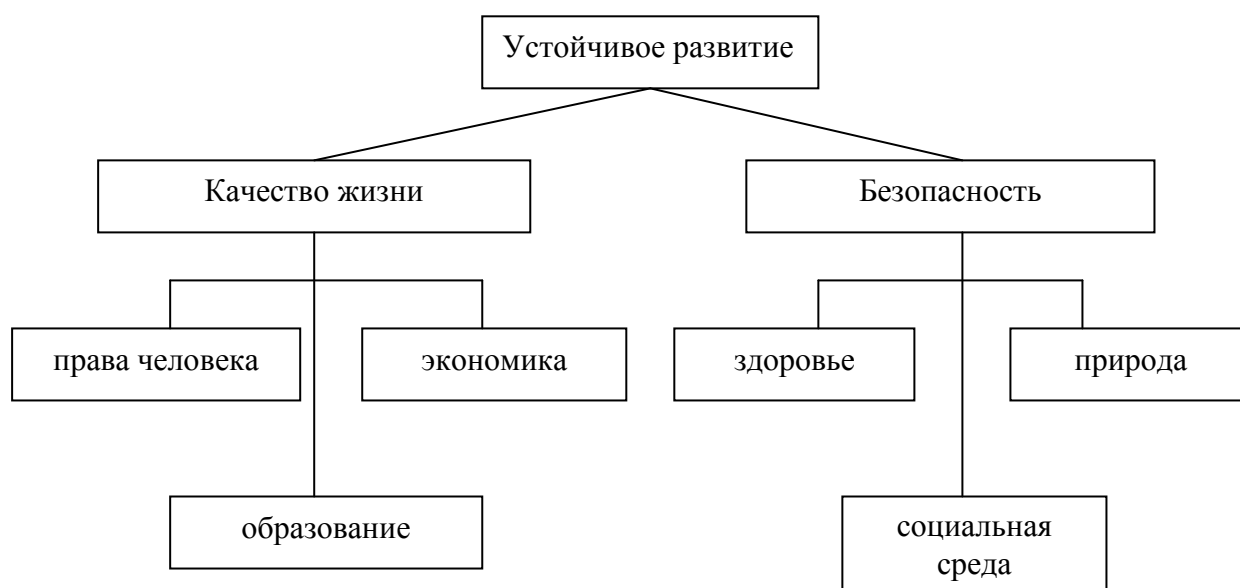 Устойчивое развитие
Качество жизни
Безопасность
права человека
экономика
здоровье
природа
образование
социальная
среда